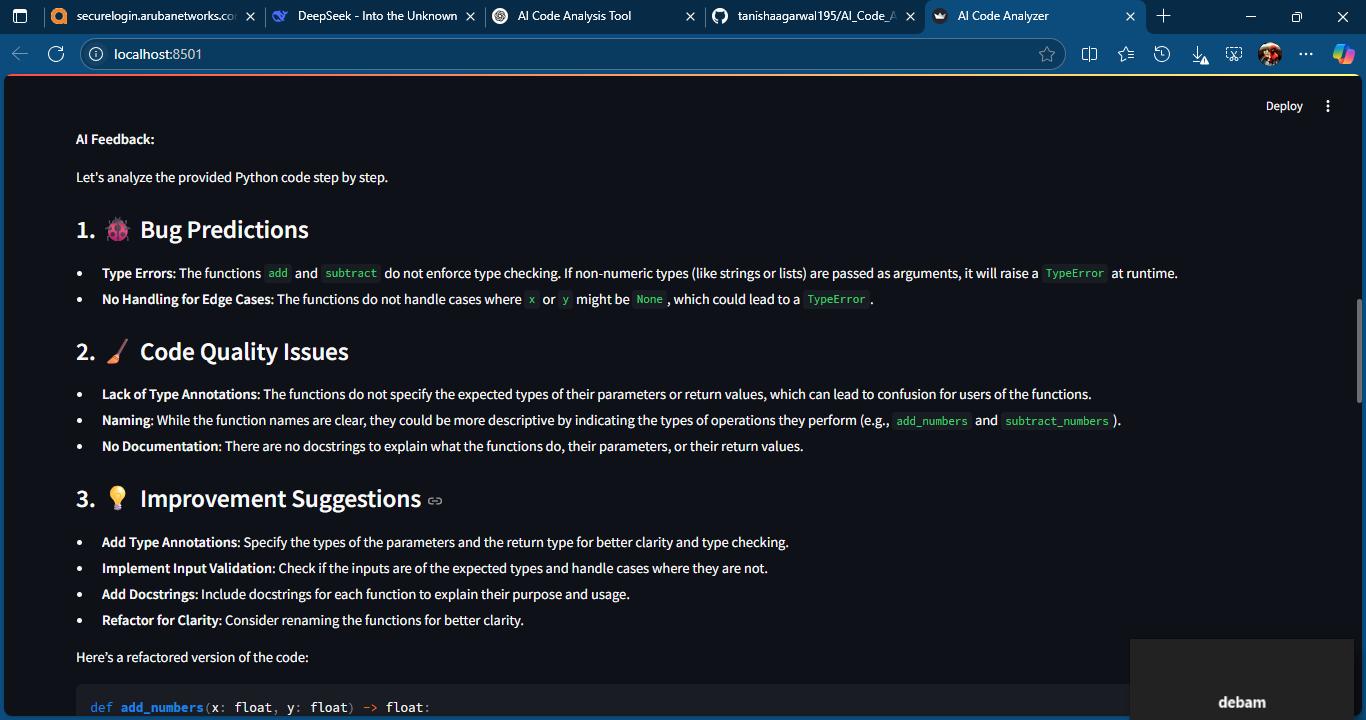 securelogin.arubanetworks.co
DeepSeek - Into the Unknown
AI Code Analysis Tool
tanishaagarwal195/AI_Code_A
AI Code Analyzer
localhost:8501
Deploy
AI Feedback:
Let's analyze the provided Python code step by step.
1. 🐞 Bug Predictions
• Type Errors: The functions add and subtract do not enforce type checking. If non-numeric types (like strings or lists) are passed as arguments, it will raise a TypeError at runtime.
• No Handling for Edge Cases: The functions do not handle cases where x or y might be None, which could lead to a TypeError.
2. 🧹 Code Quality Issues
• Lack of Type Annotations: The functions do not specify the expected types of their parameters or return values, which can lead to confusion for users of the functions.
• Naming: While the function names are clear, they could be more descriptive by indicating the types of operations they perform (e.g., add_numbers and subtract_numbers).
• No Documentation: There are no docstrings to explain what the functions do, their parameters, or their return values.
3. 💡 Improvement Suggestions
• Add Type Annotations: Specify the types of the parameters and the return type for better clarity and type checking.
• Implement Input Validation: Check if the inputs are of the expected types and handle cases where they are not.
• Add Docstrings: Include docstrings for each function to explain their purpose and usage.
• Refactor for Clarity: Consider renaming the functions for better clarity.
Here's a refactored version of the code:
def add_numbers(x: float, y: float) -> float:
debam